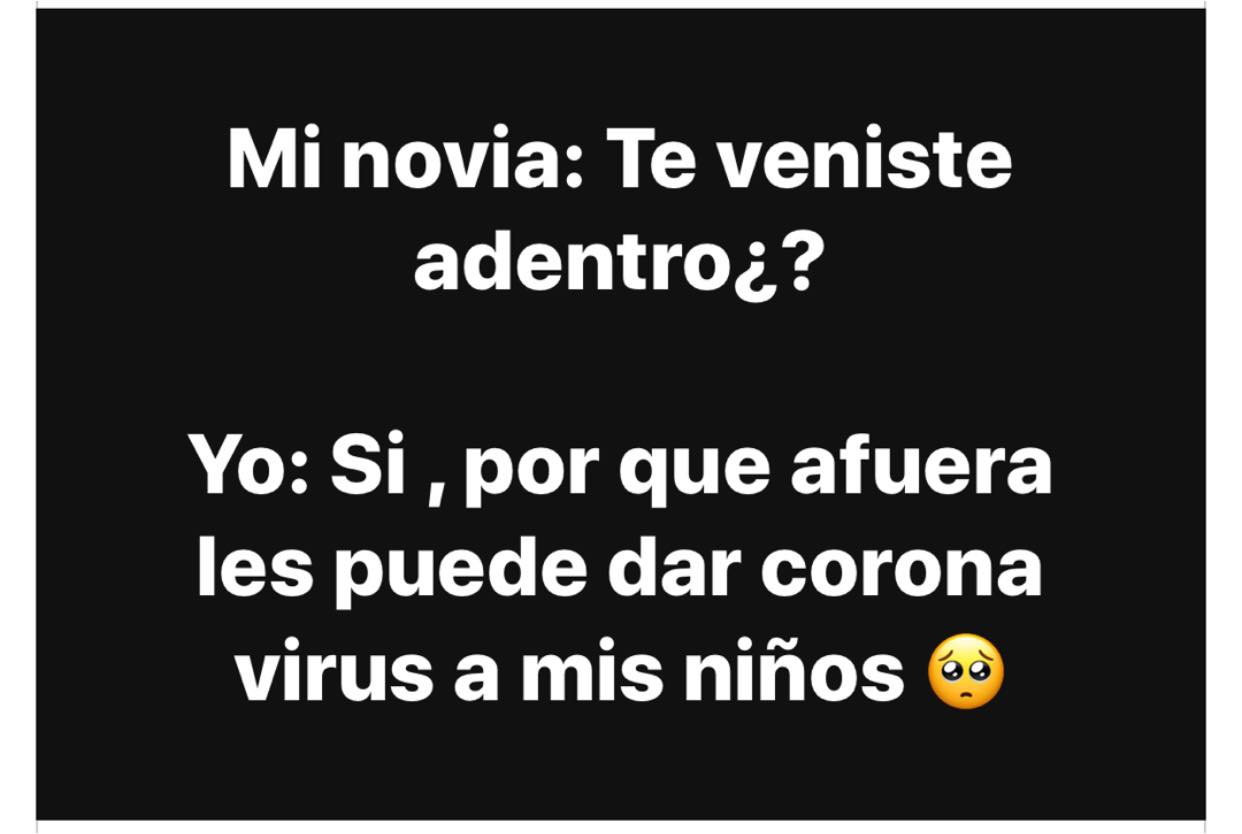 Mi novia: Te veniste
adentro¿?
Yo: Si , por que afuera
les puede dar corona
virus a mis niños 🥺